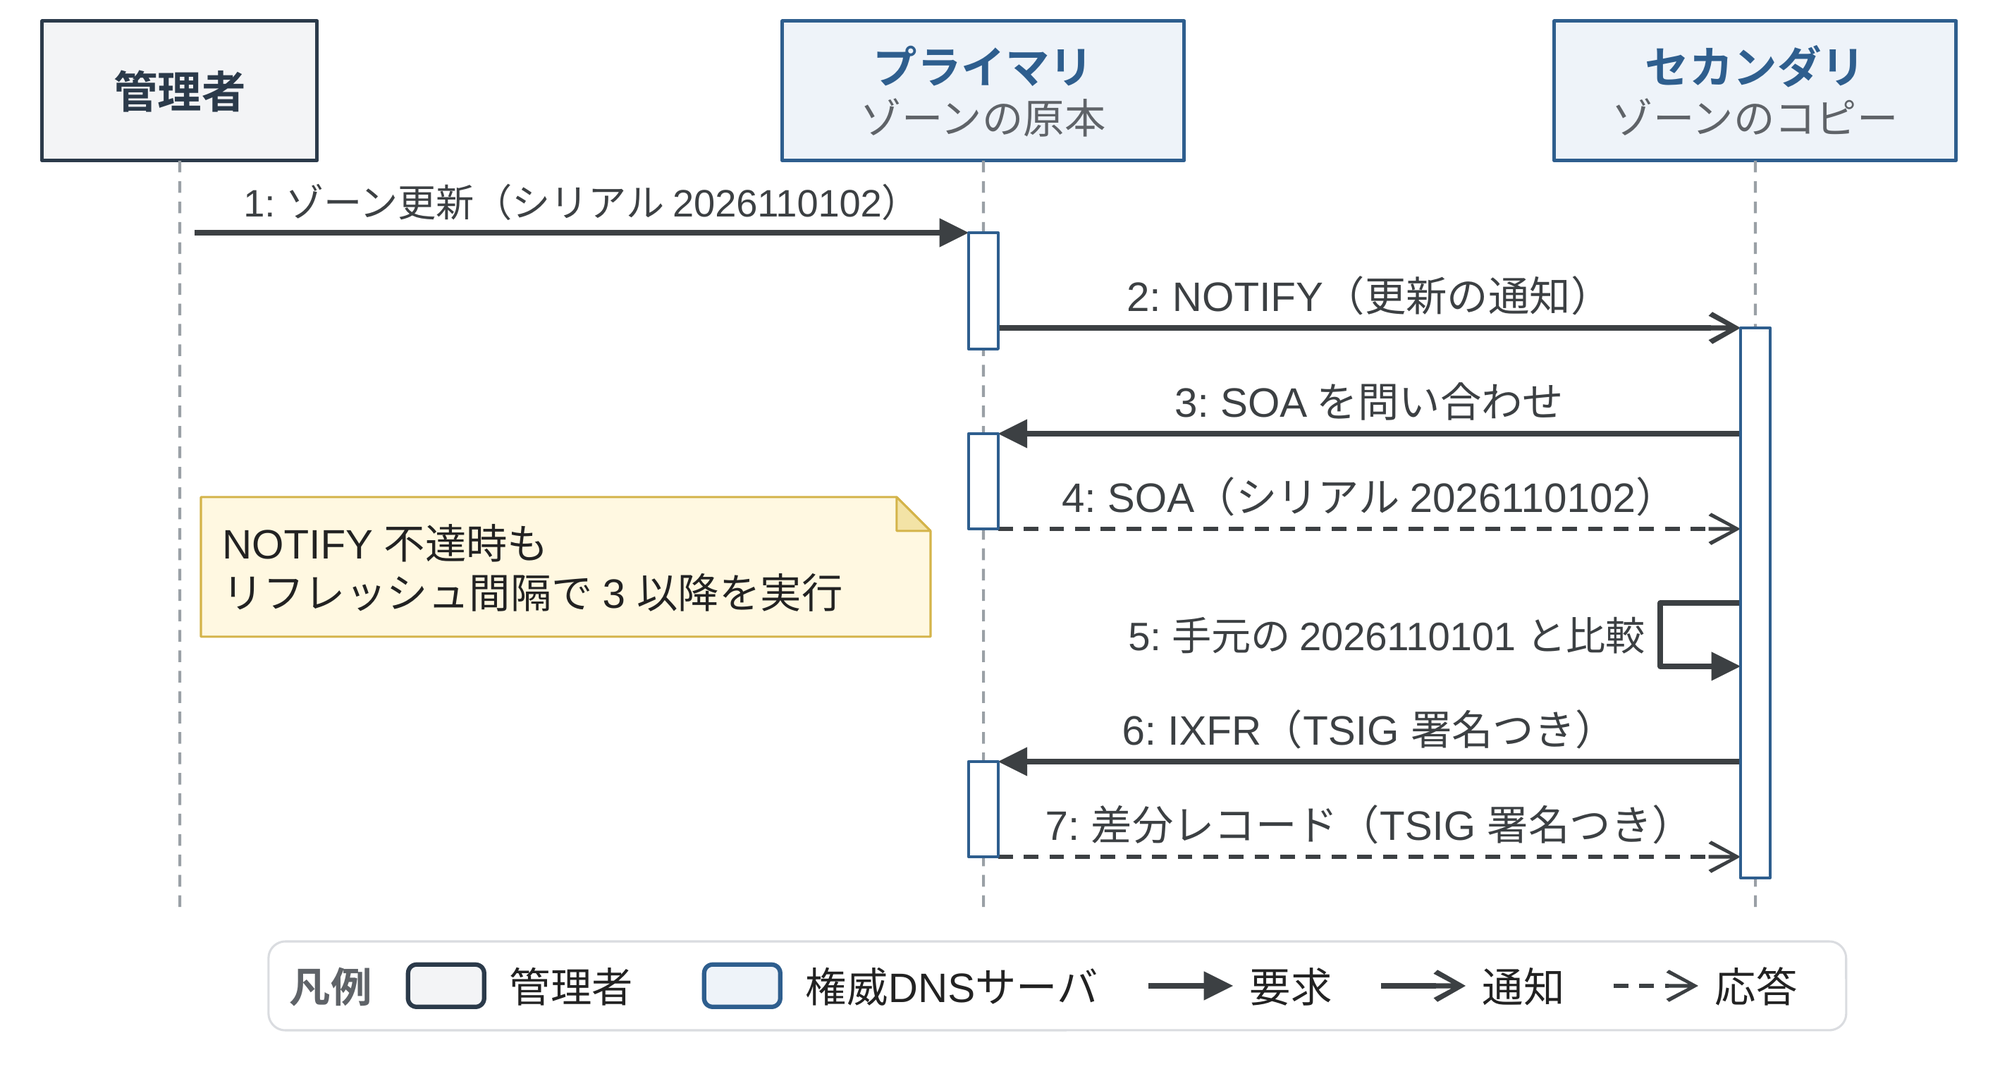 管理者
プライマリ
ゾーンの原本
セカンダリ
ゾーンのコピー
1: ゾーン更新（シリアル 2026110102）
2: NOTIFY（更新の通知）
3: SOA を問い合わせ
4: SOA（シリアル 2026110102）
NOTIFY 不達時も
リフレッシュ間隔で 3 以降を実行
5: 手元の 2026110101 と比較
6: IXFR（TSIG 署名つき）
7: 差分レコード（TSIG 署名つき）
凡例
管理者
権威DNSサーバ
要求
通知
応答